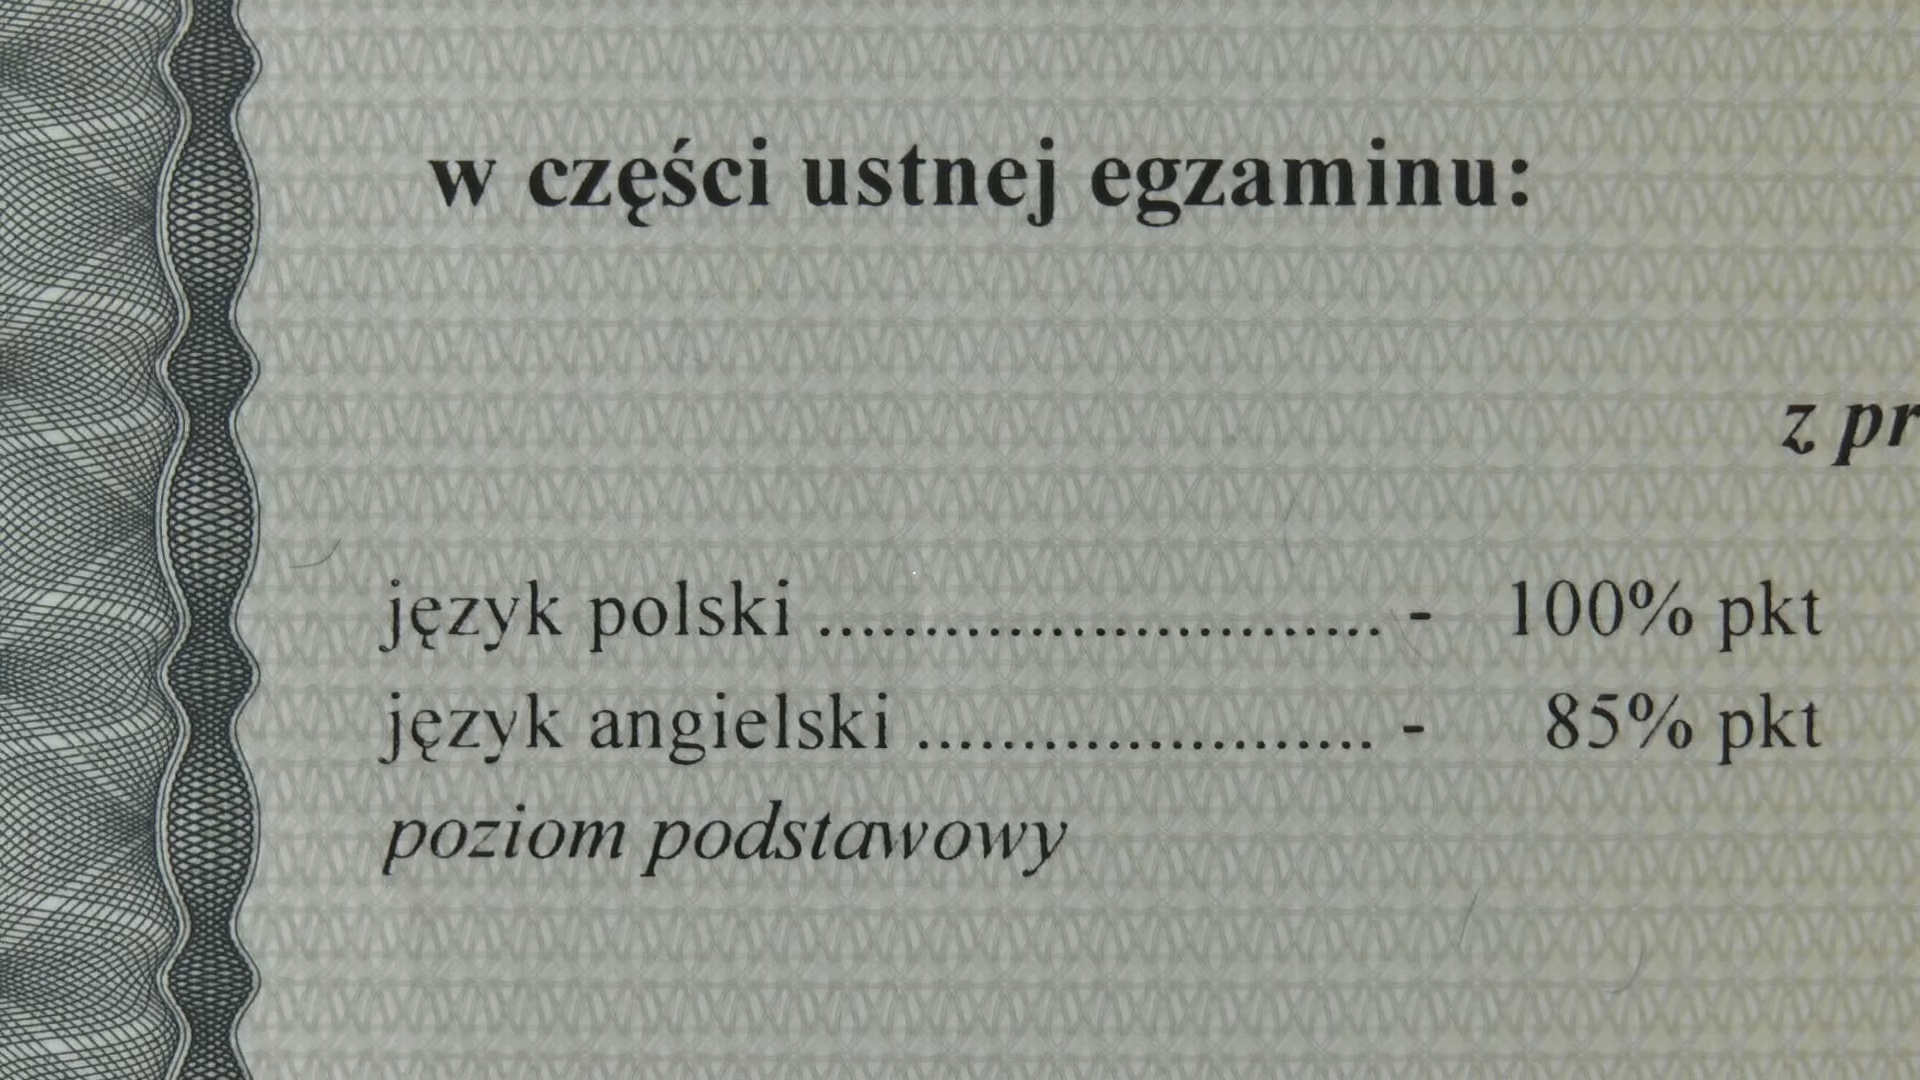 w części ustnej egzaminu:
z pr
język polski ............................ - 100% pkt
język angielski ....................... - 85% pkt
poziom podstawowy